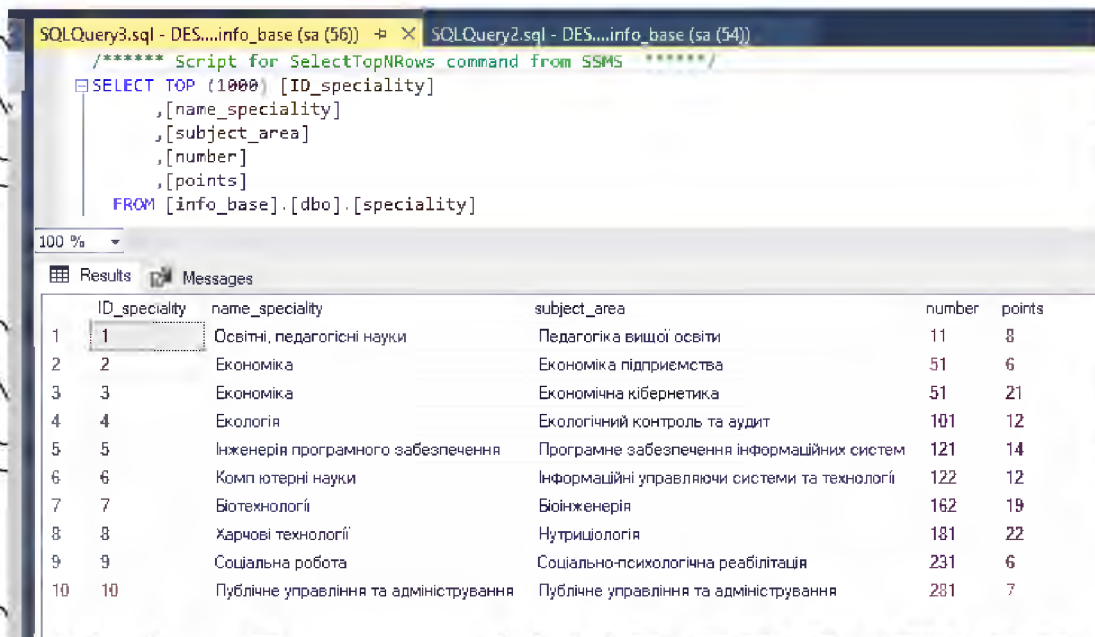 SQLQuery3.sql - DES....info_base (sa (56)) SQLQuery2.sql - DES....info_base (sa (54))
/****** Script for SelectTopNRows command from SSMS ******/
SELECT TOP (1000) [ID_speciality]
,[name_speciality]
,[subject_area]
,[number]
,[points]
FROM [info_base].[dbo].[speciality]
100 %
Results Messages
ID_speciality name_speciality subject_area number points
1 1 Освітні, педагогісні науки Педагогіка вищої освіти 11 8
2 2 Економіка Економіка підприємства 51 6
3 3 Економіка Економічна кібернетика 51 21
4 4 Екологія Екологічний контроль та аудит 101 12
5 5 Інженерія програмного забезпечення Програмне забезпечення інформаційних систем 121 14
6 6 Комп ютерні науки Інформаційні управляючи системи та технології 122 12
7 7 Біотехнології Біоінженерія 162 19
8 8 Харчові технології Нутриціологія 181 22
9 9 Соціальна робота Соціально-психологічна реабілітація 231 6
10 10 Публічне управління та адміністрування Публічне управління та адміністрування 281 7